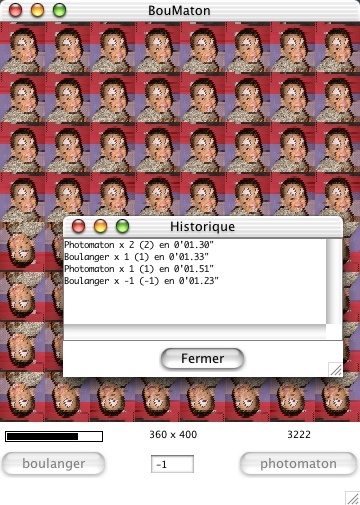 BouMaton
Historique
Photomaton x 2 (2) en 0'01.30"
Boulanger x 1 (1) en 0'01.33"
Photomaton x 1 (1) en 0'01.51"
Boulanger x -1 (-1) en 0'01.23"
Fermer
360 x 400
3222
boulanger
-1
photomaton